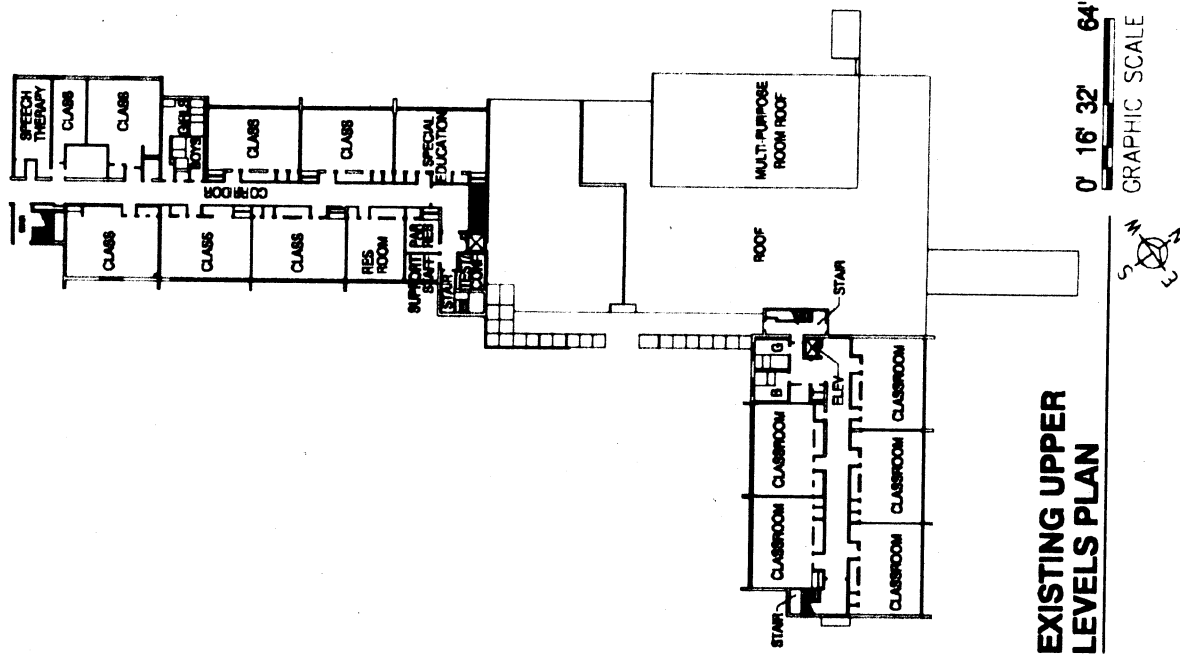 SPEECH
THERAPY
CLASS
CLASS
GIRLS
BOYS
CLASS
CLASS
SPECIAL
EDUCATION
CORRIDOR
CLASS
CLASS
CLASS
RES
ROOM
SUPPORT
STAFF
RES
STAIR
TEST/
CONF
MULTI-PURPOSE
ROOM ROOF
ROOF
STAIR
B
G
ELEV
CLASSROOM
CLASSROOM
CLASSROOM
CLASSROOM
CLASSROOM
STAIR
EXISTING UPPER
LEVELS PLAN
S
W
E
N
0' 16' 32' 64'
GRAPHIC SCALE